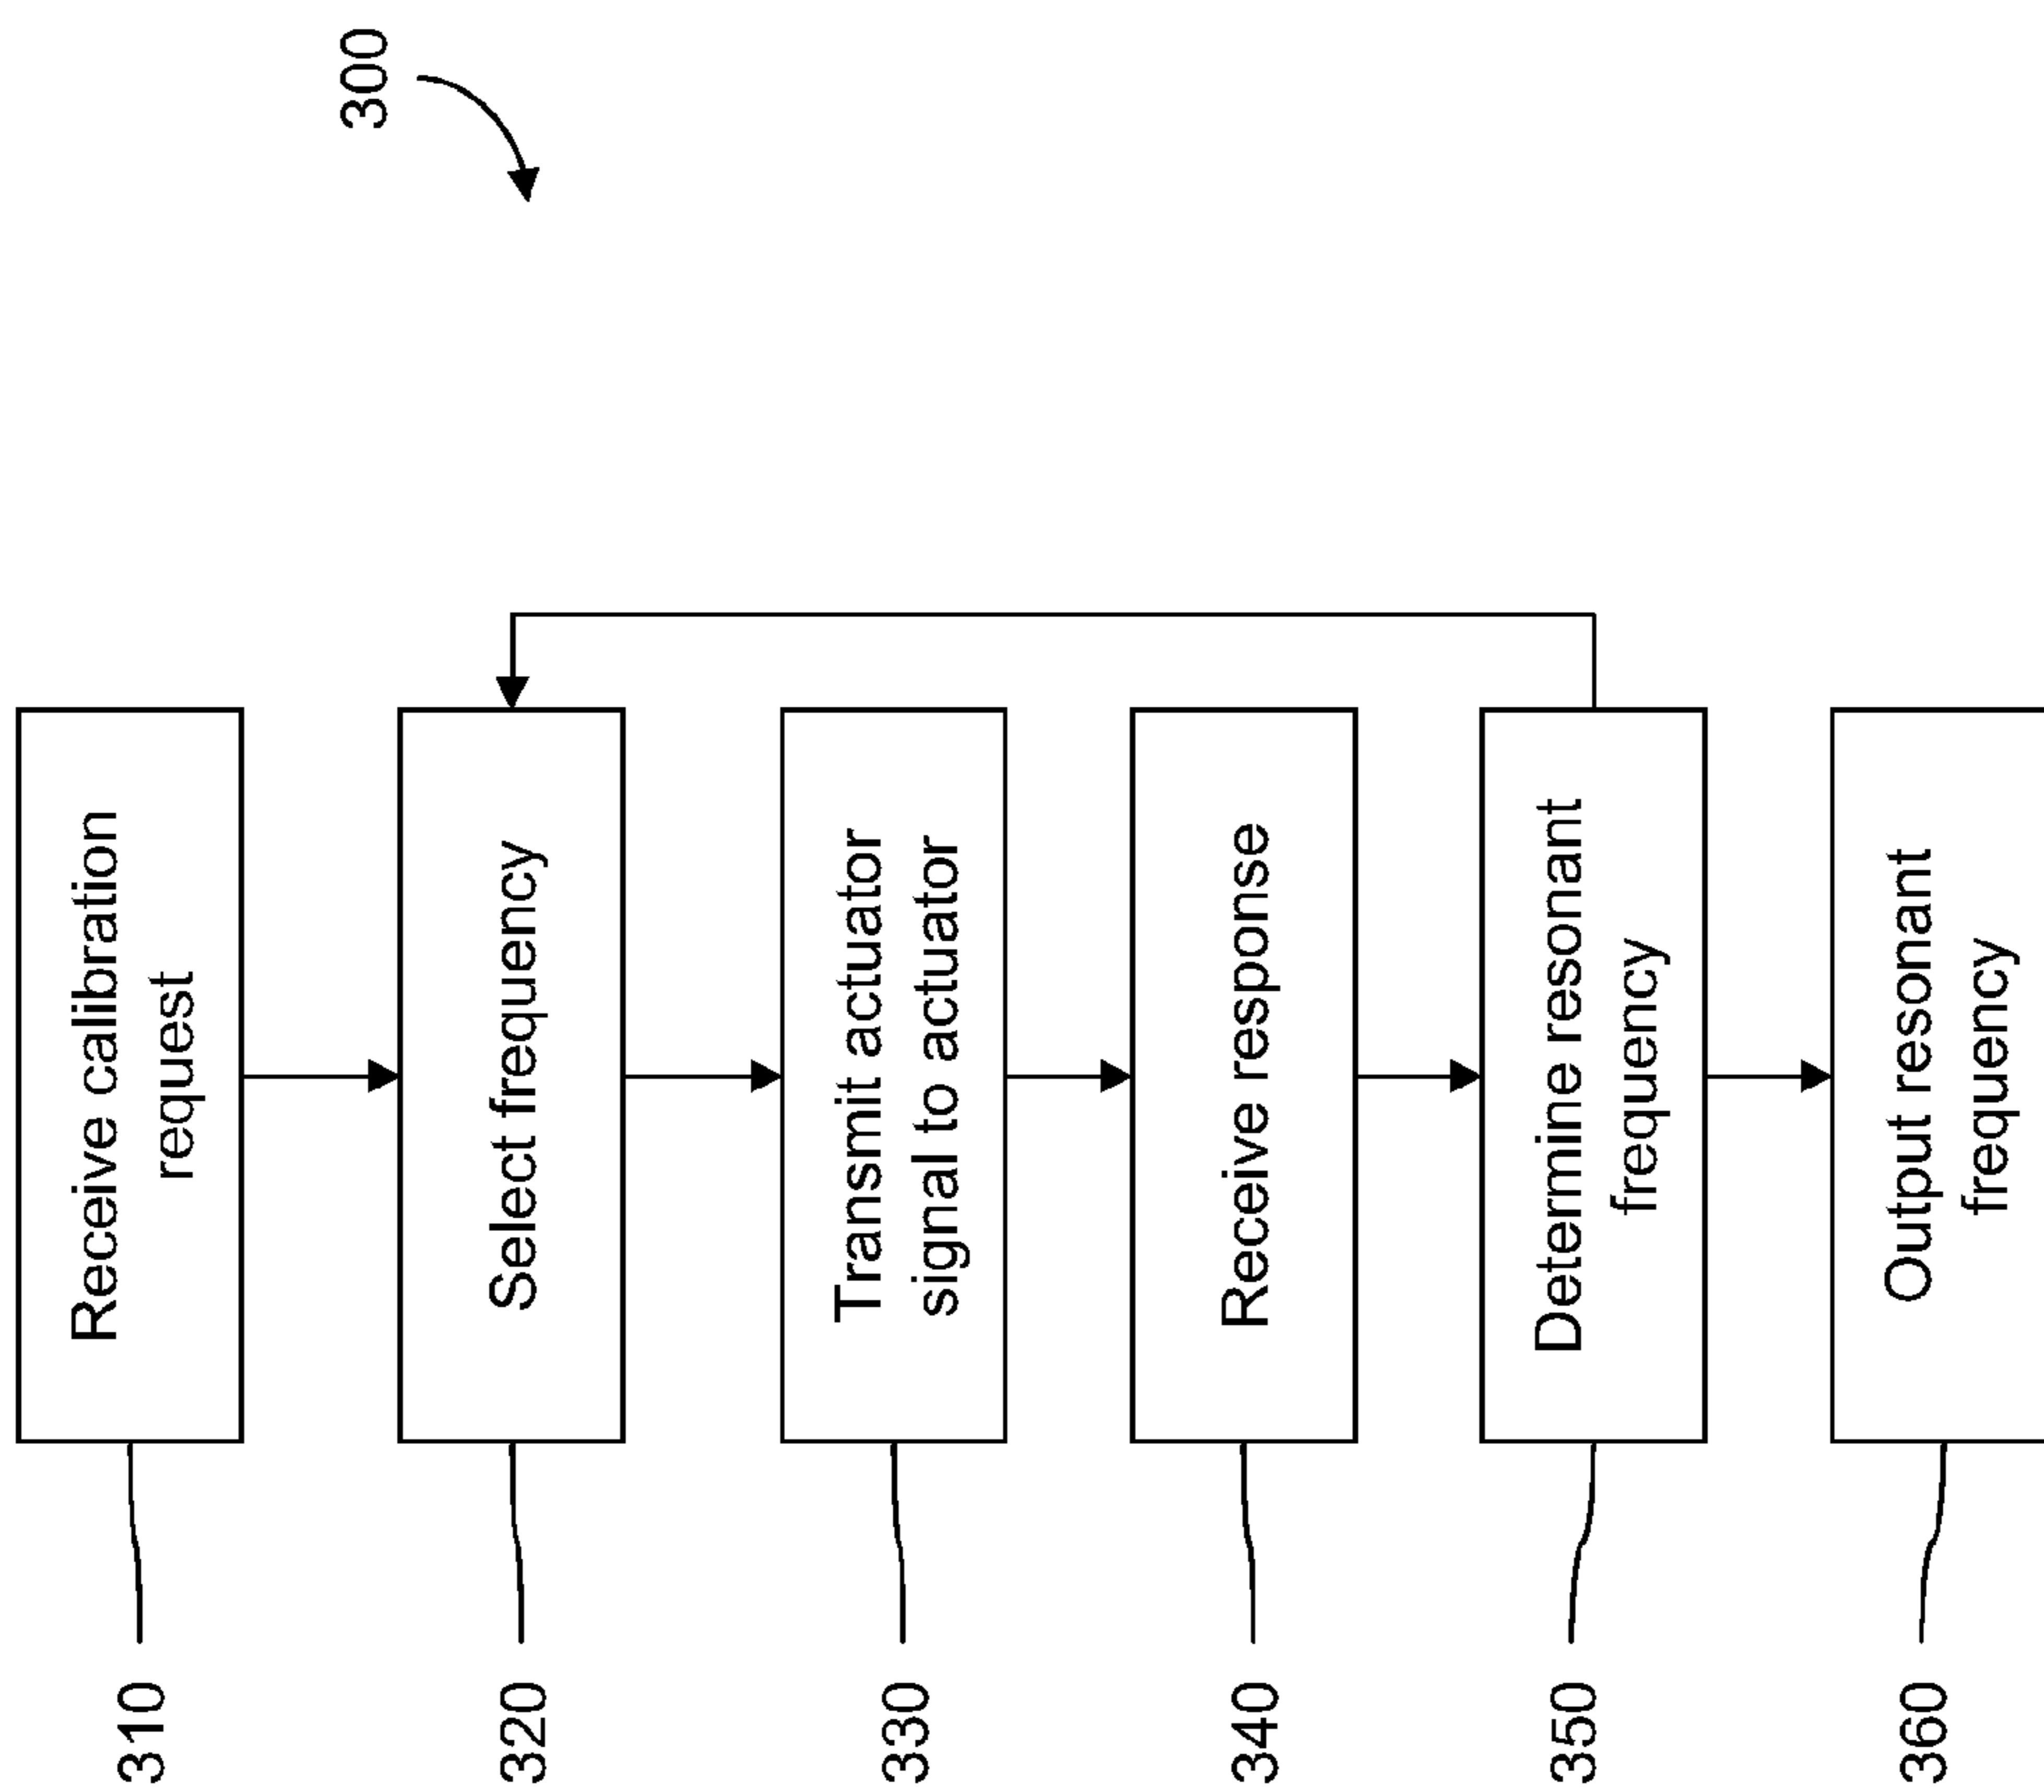 300
310
Receive calibration
request
320
Select frequency
330
Transmit actuator
signal to actuator
340
Receive response
350
Determine resonant
frequency
360
Output resonant
frequency